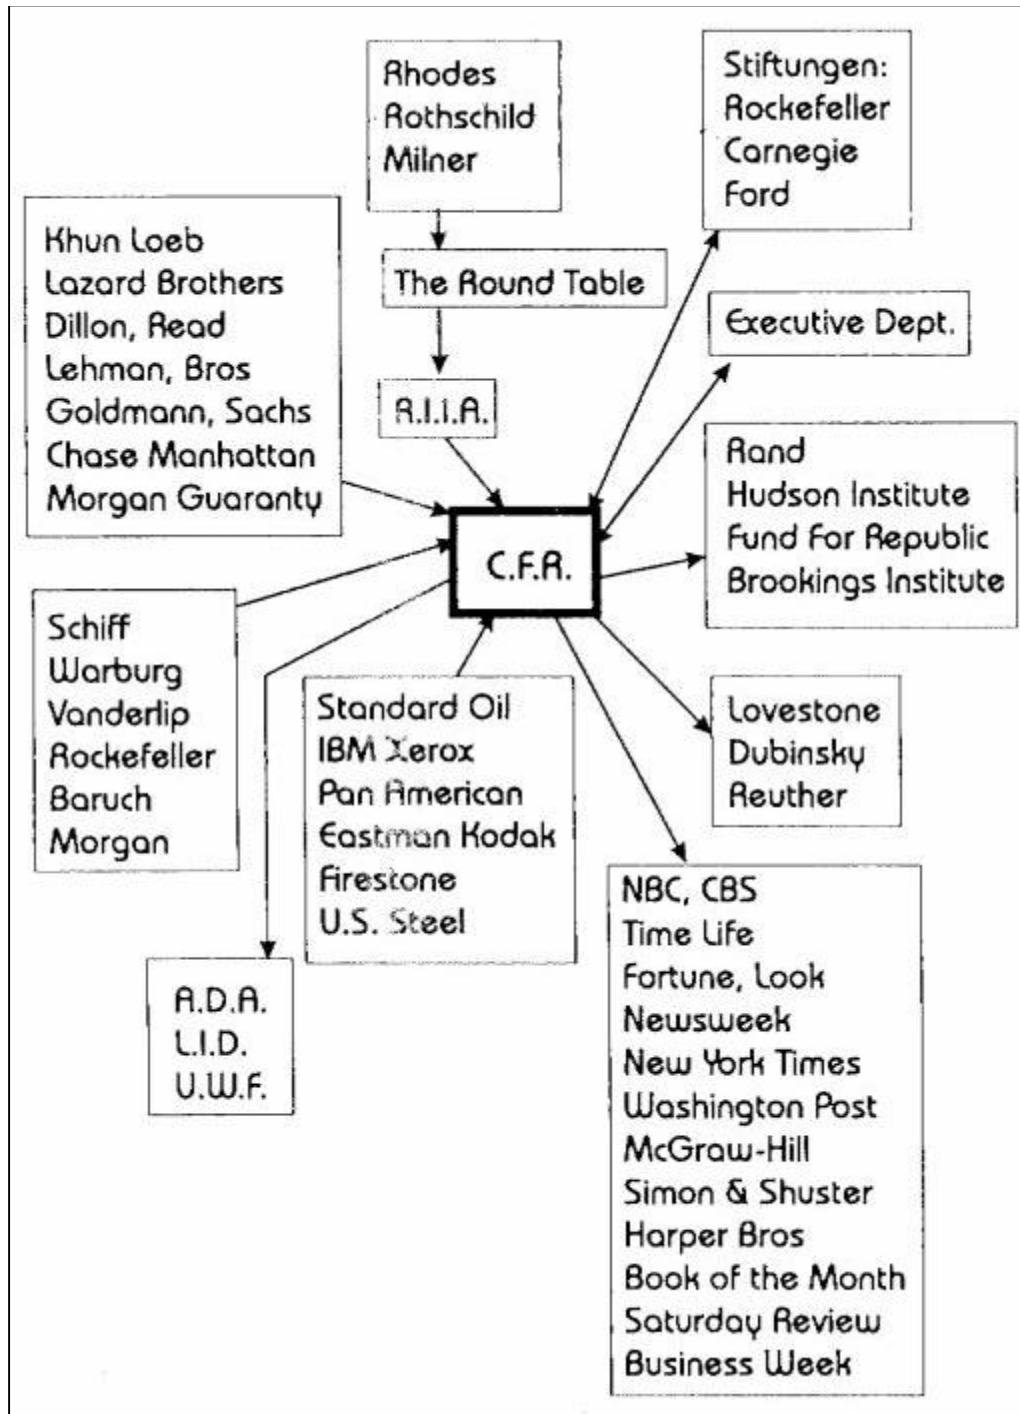 Rhodes
Rothschild
Milner
Stiftungen:
Rockefeller
Carnegie
Ford
Khun Loeb
Lazard Brothers
Dillon, Read
Lehman, Bros
Goldmann, Sachs
Chase Manhattan
Morgan Guaranty
The Round Table
Executive Dept.
R.I.I.A.
Rand
Hudson Institute
Fund For Republic
Brookings Institute
C.F.R.
Schiff
Warburg
Vanderlip
Rockefeller
Baruch
Morgan
Standard Oil
IBM Xerox
Pan American
Eastman Kodak
Firestone
U.S. Steel
Lovestone
Dubinsky
Reuther
A.D.A.
L.I.D.
U.W.F.
NBC, CBS
Time Life
Fortune, Look
Newsweek
New York Times
Washington Post
McGraw-Hill
Simon & Shuster
Harper Bros
Book of the Month
Saturday Review
Business Week